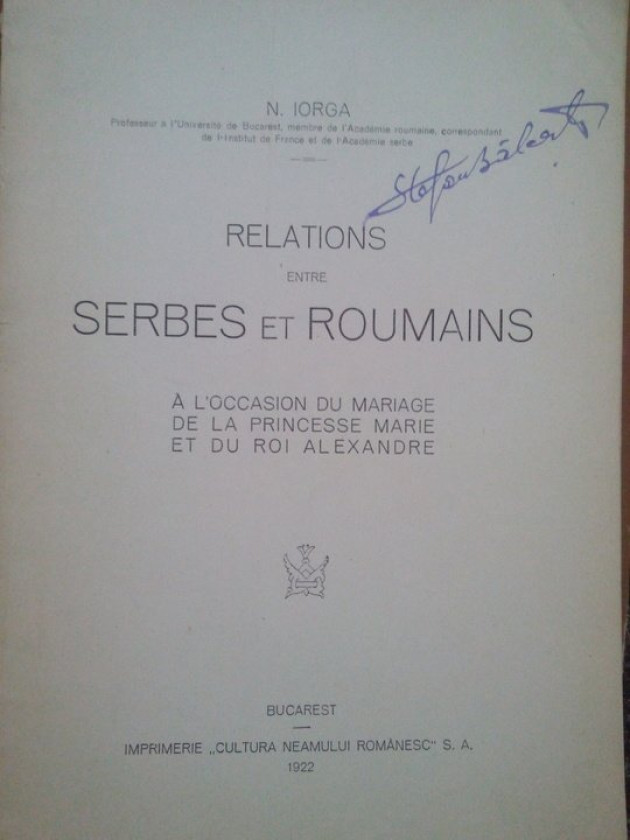 N. IORGA
Professeur à l'Université de Bucarest, membre de l'Académie roumaine, correspondant
de l'Institut de France et de l'Académie serbe
RELATIONS
ENTRE
SERBES ET ROUMAINS
À L'OCCASION DU MARIAGE
DE LA PRINCESSE MARIE
ET DU ROI ALEXANDRE
BUCAREST
IMPRIMERIE „CULTURA NEAMULUI ROMÂNESC" S. A.
1922